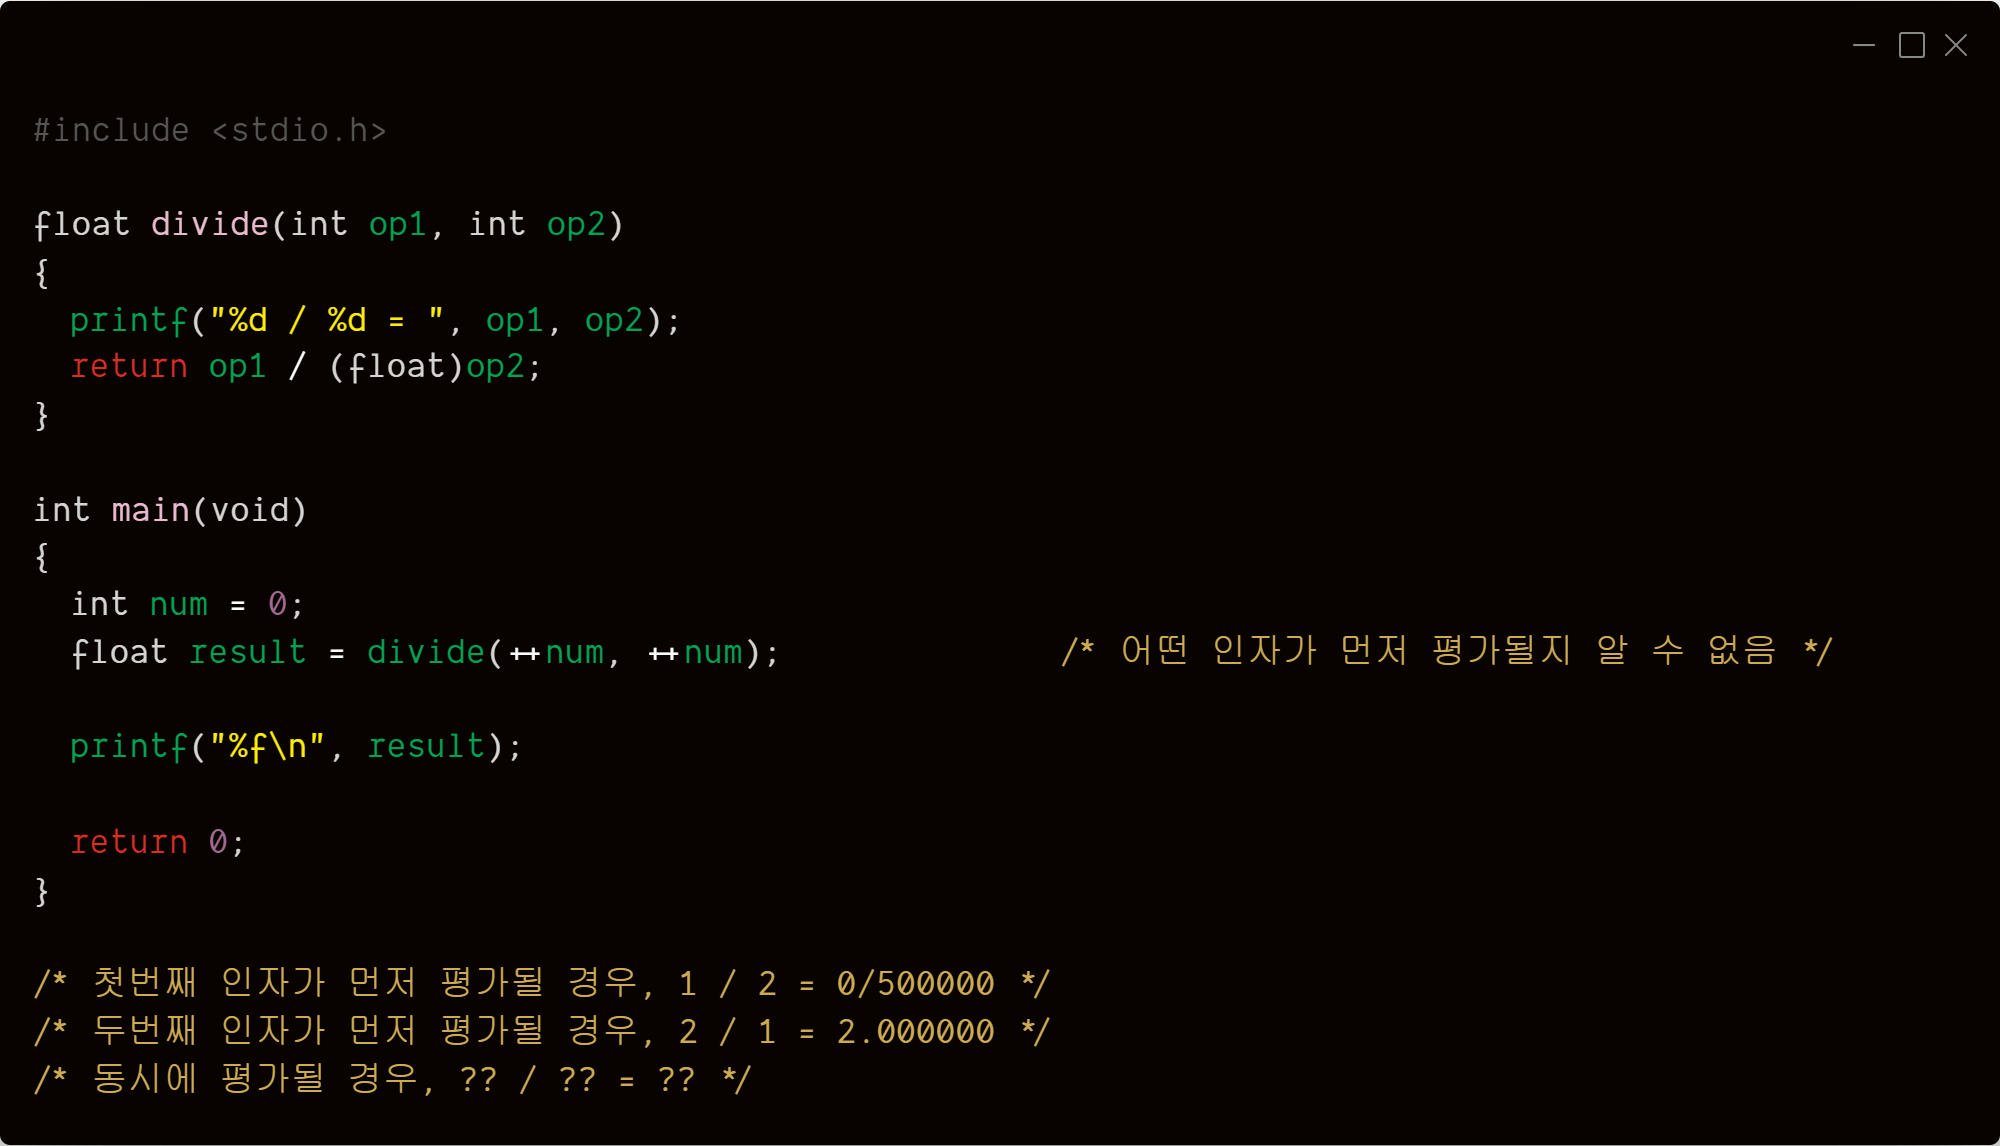 #include <stdio.h>
float divide(int op1, int op2)
{
printf("%d / %d = ", op1, op2);
return op1 / (float)op2;
}
int main(void)
{
int num = 0;
float result = divide(++num, ++num); /* 어떤 인자가 먼저 평가될지 알 수 없음 */
printf("%f\n", result);
return 0;
}
/* 첫번째 인자가 먼저 평가될 경우, 1 / 2 = 0/500000 */
/* 두번째 인자가 먼저 평가될 경우, 2 / 1 = 2.000000 */
/* 동시에 평가될 경우, ?? / ?? = ?? */